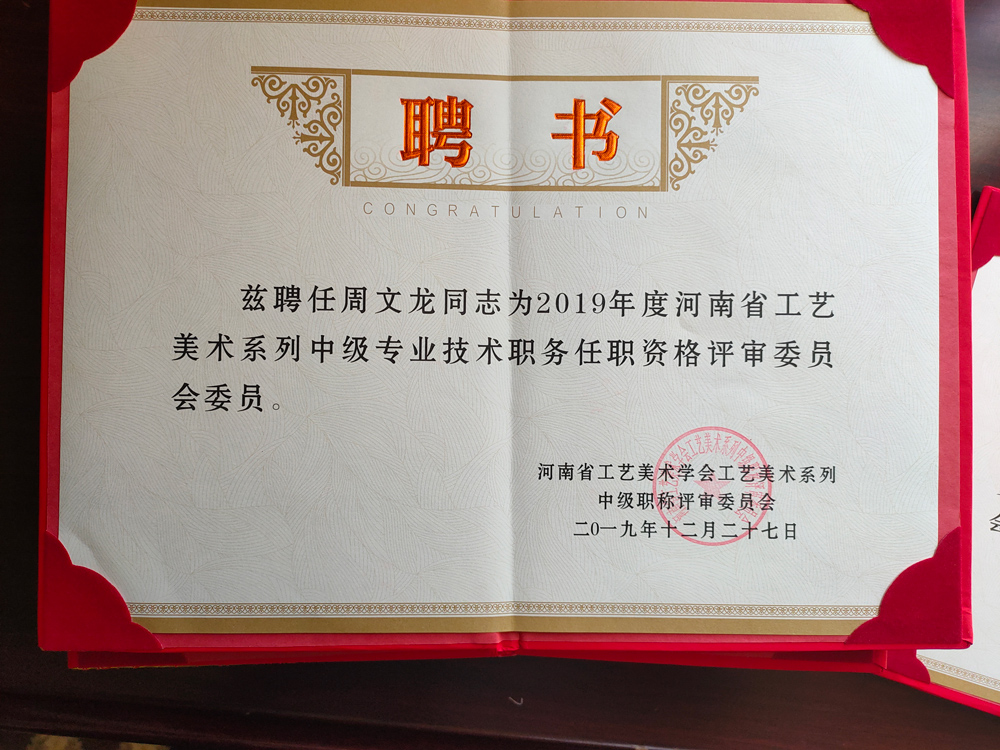 聘 书
CONGRATULATION
兹聘任周文龙同志为2019年度河南省工艺
美术系列中级专业技术职务任职资格评审委员
会委员。
河南省工艺美术学会工艺美术系列
中级职称评审委员会
二〇一九年十二月二十七日